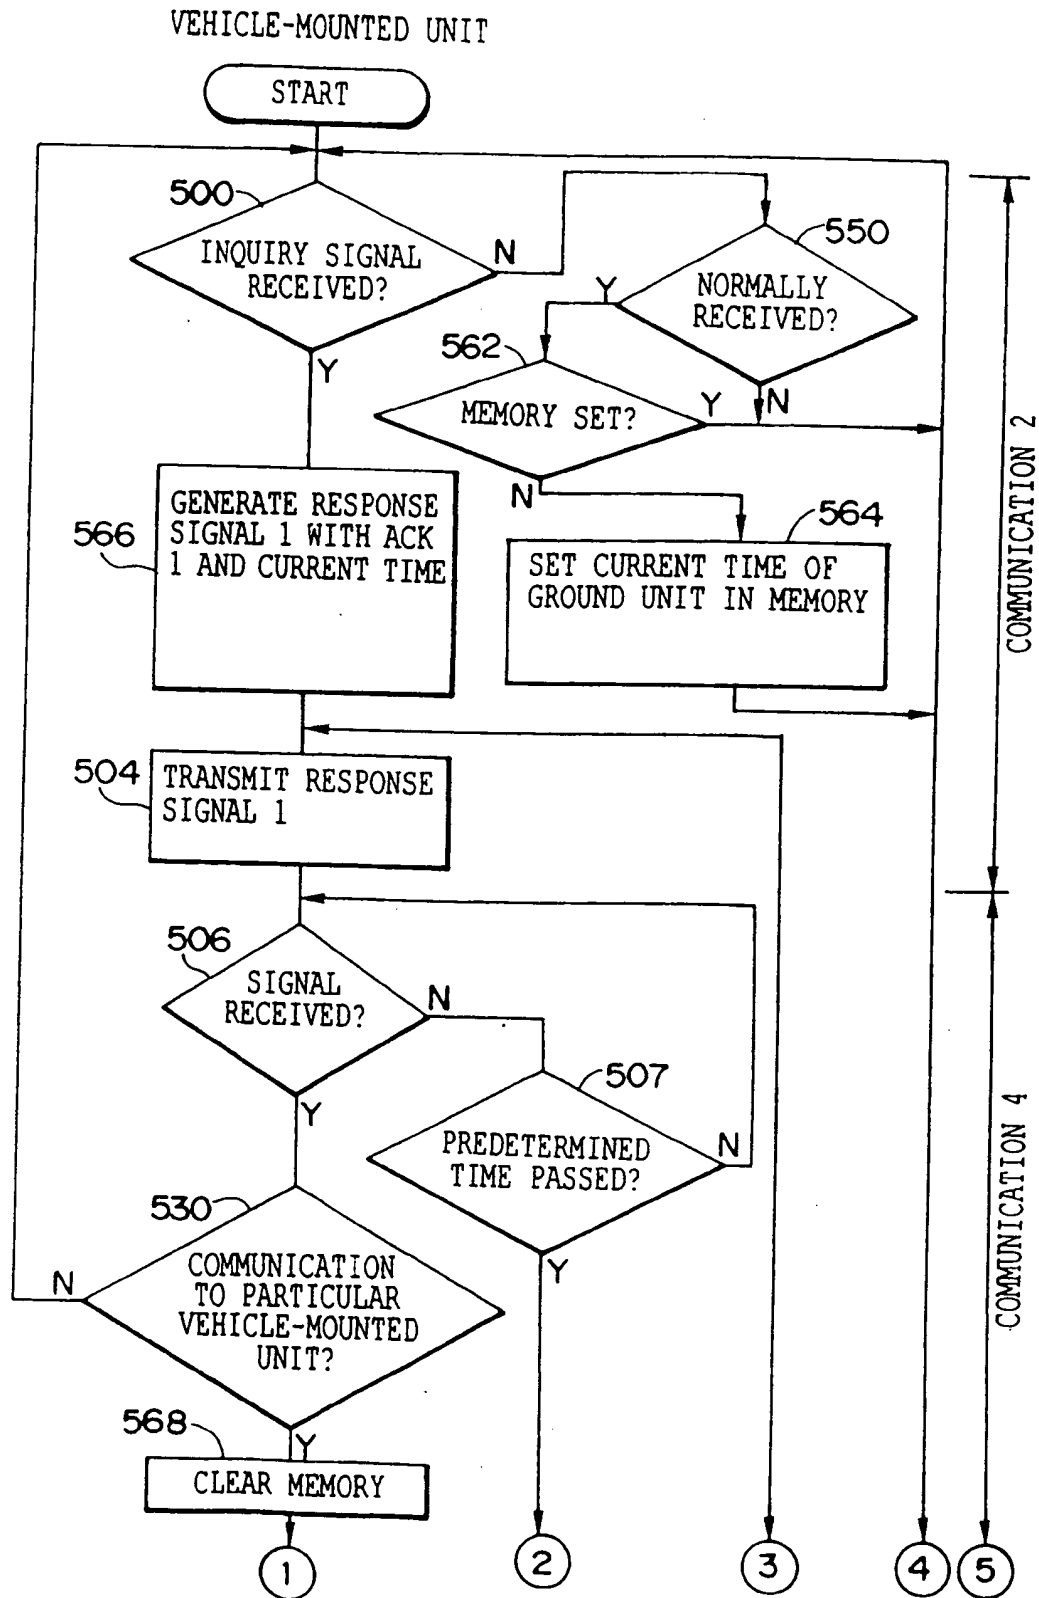 VEHICLE-MOUNTED UNIT
START
500
INQUIRY SIGNAL
RECEIVED?
N
Y
550
NORMALLY
RECEIVED?
Y
N
562
MEMORY SET?
Y
N
566
GENERATE RESPONSE
SIGNAL 1 WITH ACK
1 AND CURRENT TIME
564
SET CURRENT TIME OF
GROUND UNIT IN MEMORY
COMMUNICATION 2
504
TRANSMIT RESPONSE
SIGNAL 1
506
SIGNAL
RECEIVED?
N
Y
507
PREDETERMINED
TIME PASSED?
N
Y
530
COMMUNICATION
TO PARTICULAR
VEHICLE-MOUNTED
UNIT?
N
Y
COMMUNICATION 4
568
CLEAR MEMORY
1
2
3
4
5